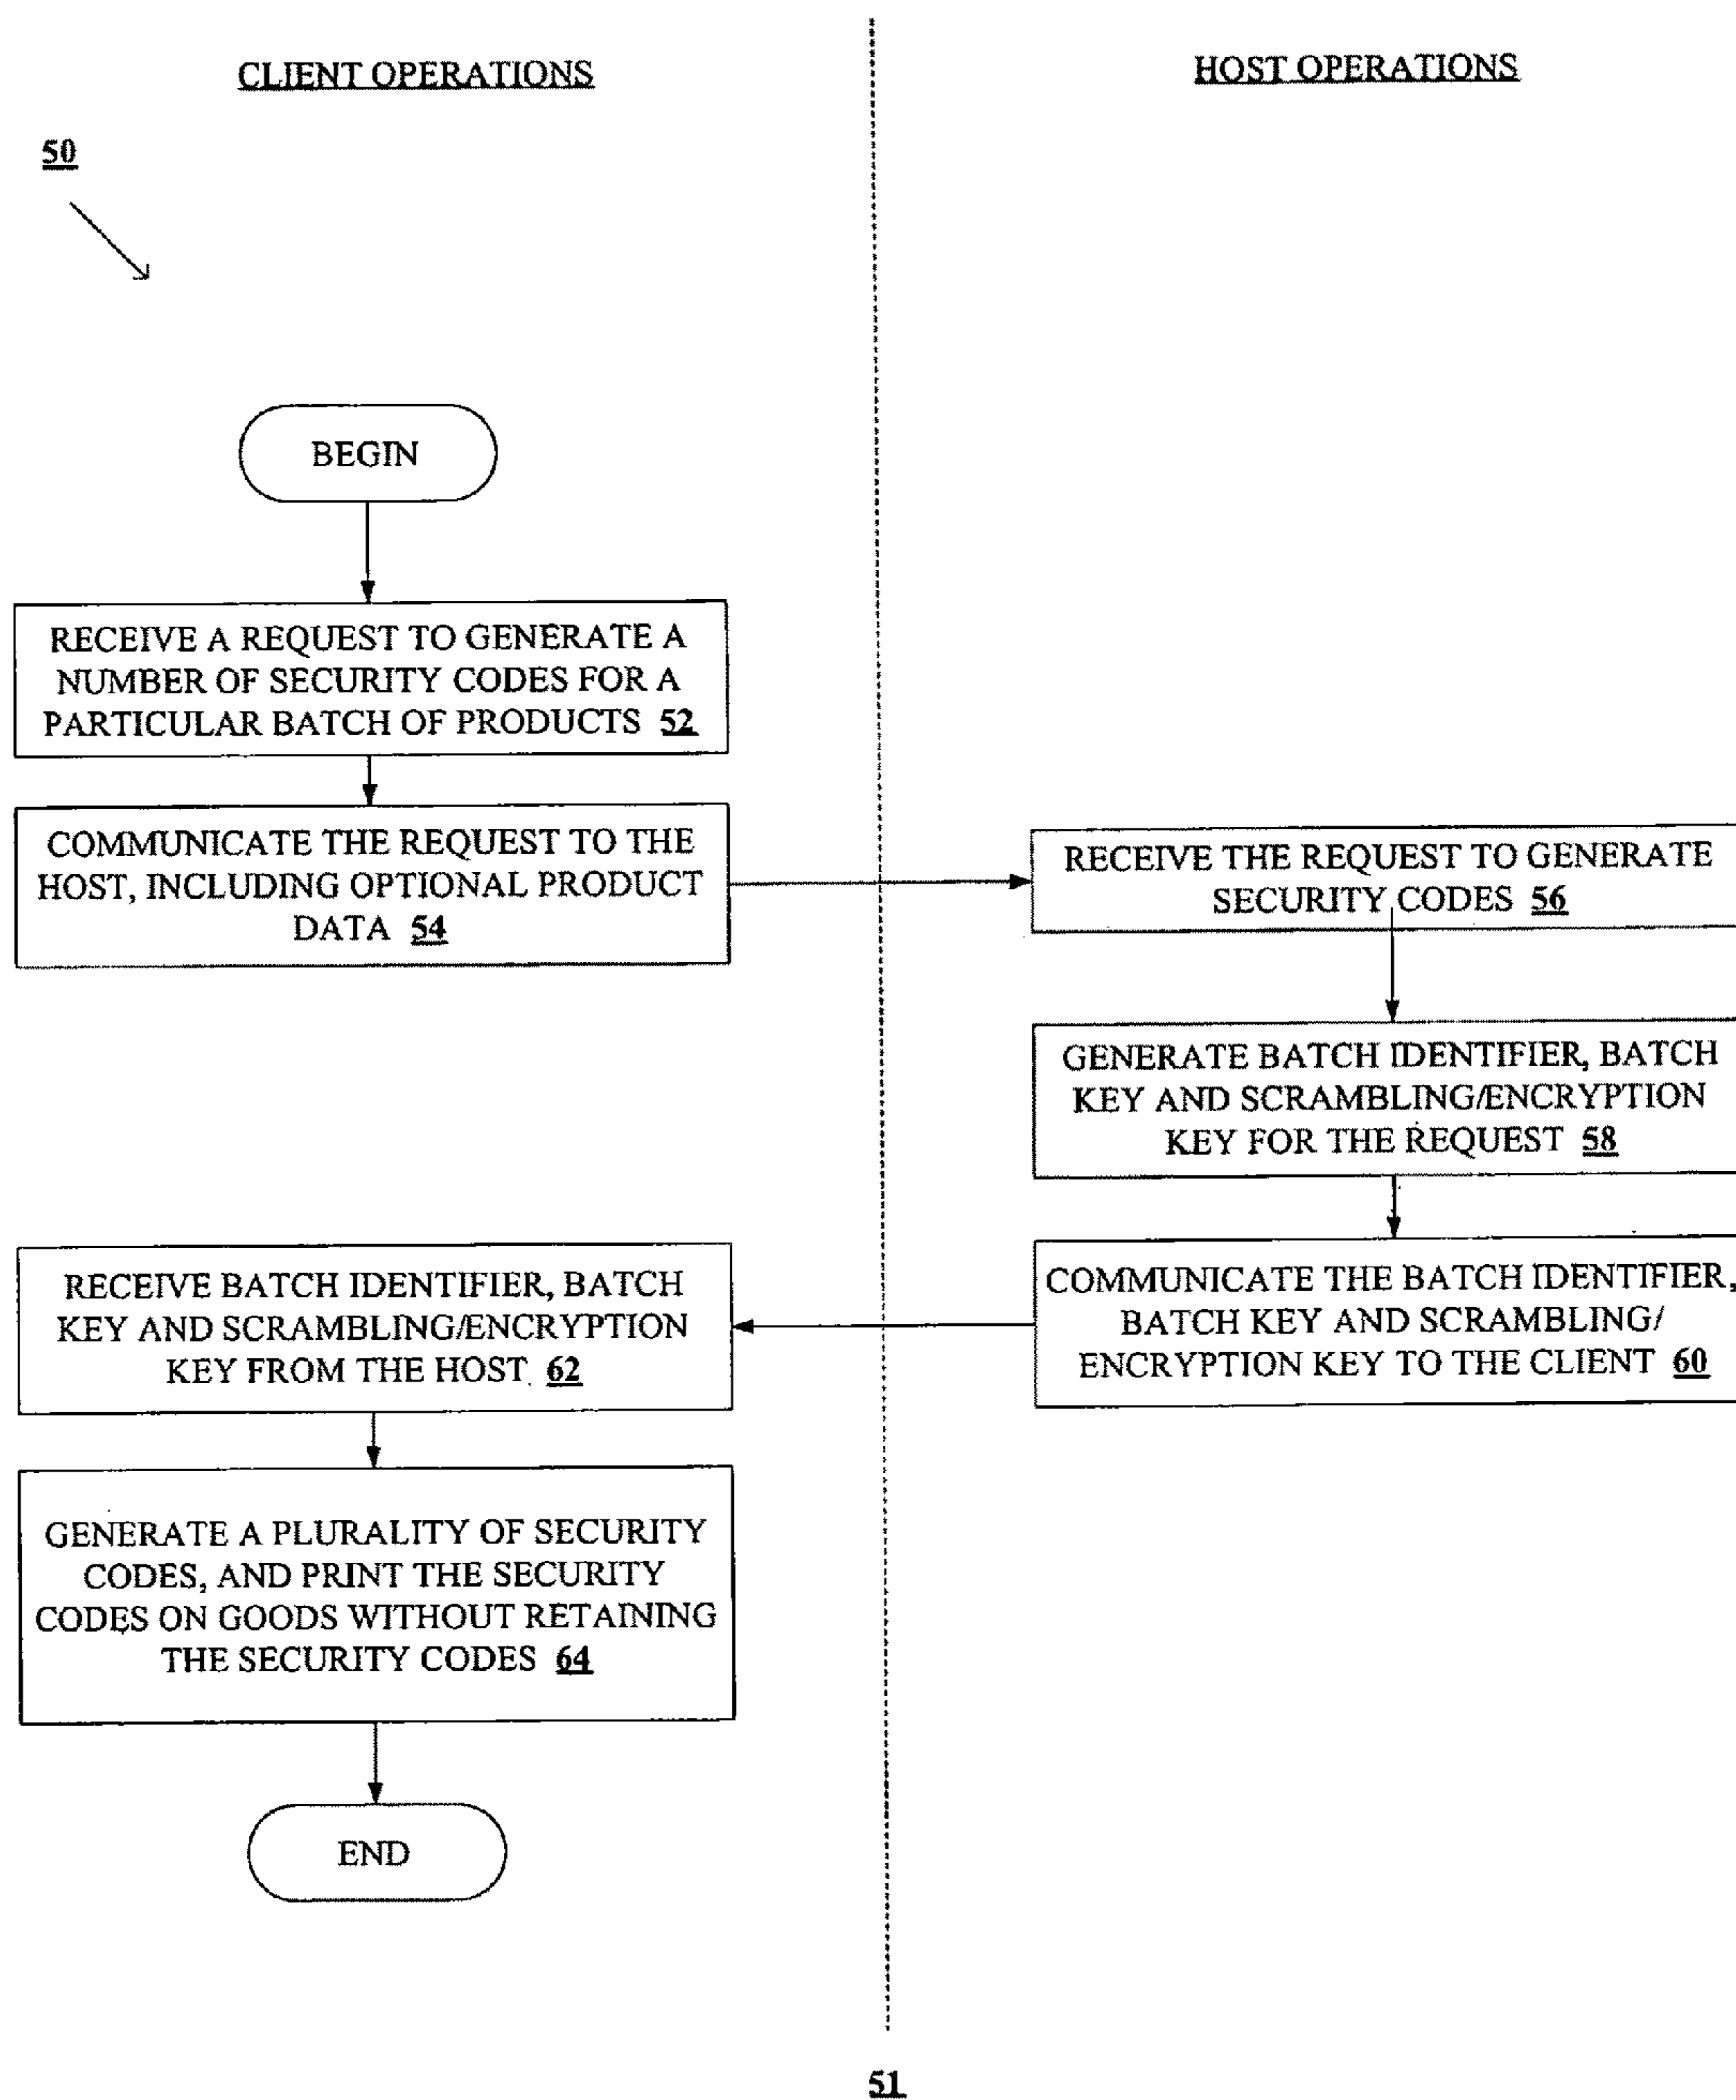 CLIENT OPERATIONS
HOST OPERATIONS
50
BEGIN
RECEIVE A REQUEST TO GENERATE A
NUMBER OF SECURITY CODES FOR A
PARTICULAR BATCH OF PRODUCTS 52
COMMUNICATE THE REQUEST TO THE
HOST, INCLUDING OPTIONAL PRODUCT
DATA 54
RECEIVE THE REQUEST TO GENERATE
SECURITY CODES 56
GENERATE BATCH IDENTIFIER, BATCH
KEY AND SCRAMBLING/ENCRYPTION
KEY FOR THE REQUEST 58
COMMUNICATE THE BATCH IDENTIFIER,
BATCH KEY AND SCRAMBLING/
ENCRYPTION KEY TO THE CLIENT 60
RECEIVE BATCH IDENTIFIER, BATCH
KEY AND SCRAMBLING/ENCRYPTION
KEY FROM THE HOST 62
GENERATE A PLURALITY OF SECURITY
CODES, AND PRINT THE SECURITY
CODES ON GOODS WITHOUT RETAINING
THE SECURITY CODES 64
END
51